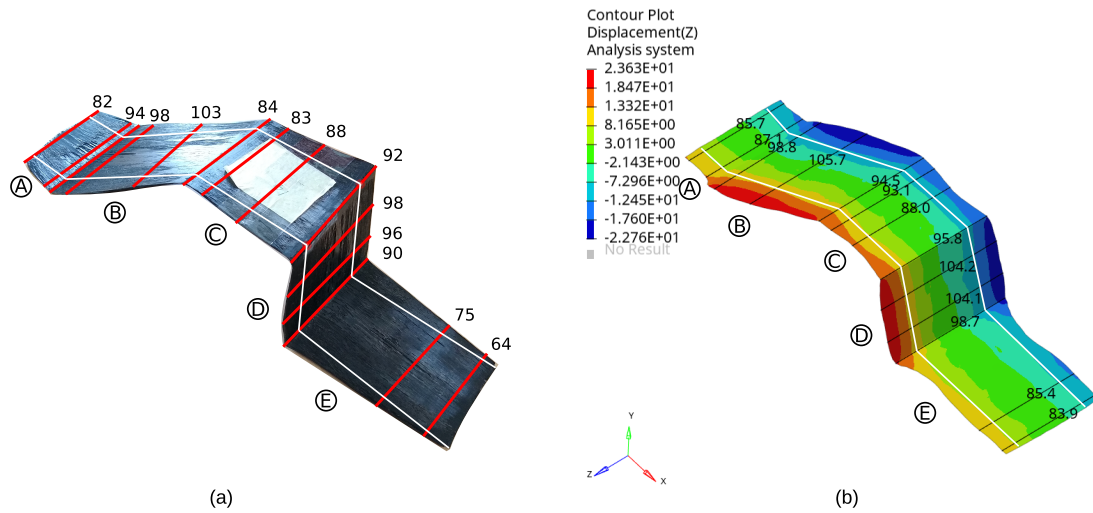 82
94 98
103
84
83
88
92
98
96
90
75
64
A
B
C
D
E
(a)
Contour Plot
Displacement(Z)
Analysis system
2.363E+01
1.847E+01
1.332E+01
8.165E+00
3.011E+00
-2.143E+00
-7.296E+00
-1.245E+01
-1.760E+01
-2.276E+01
No Result
85.7
87.1
98.8
105.7
94.5
93.1
88.0
95.8
104.2
104.1
98.7
85.4
83.9
A
B
C
D
E
Y
Z
X
(b)